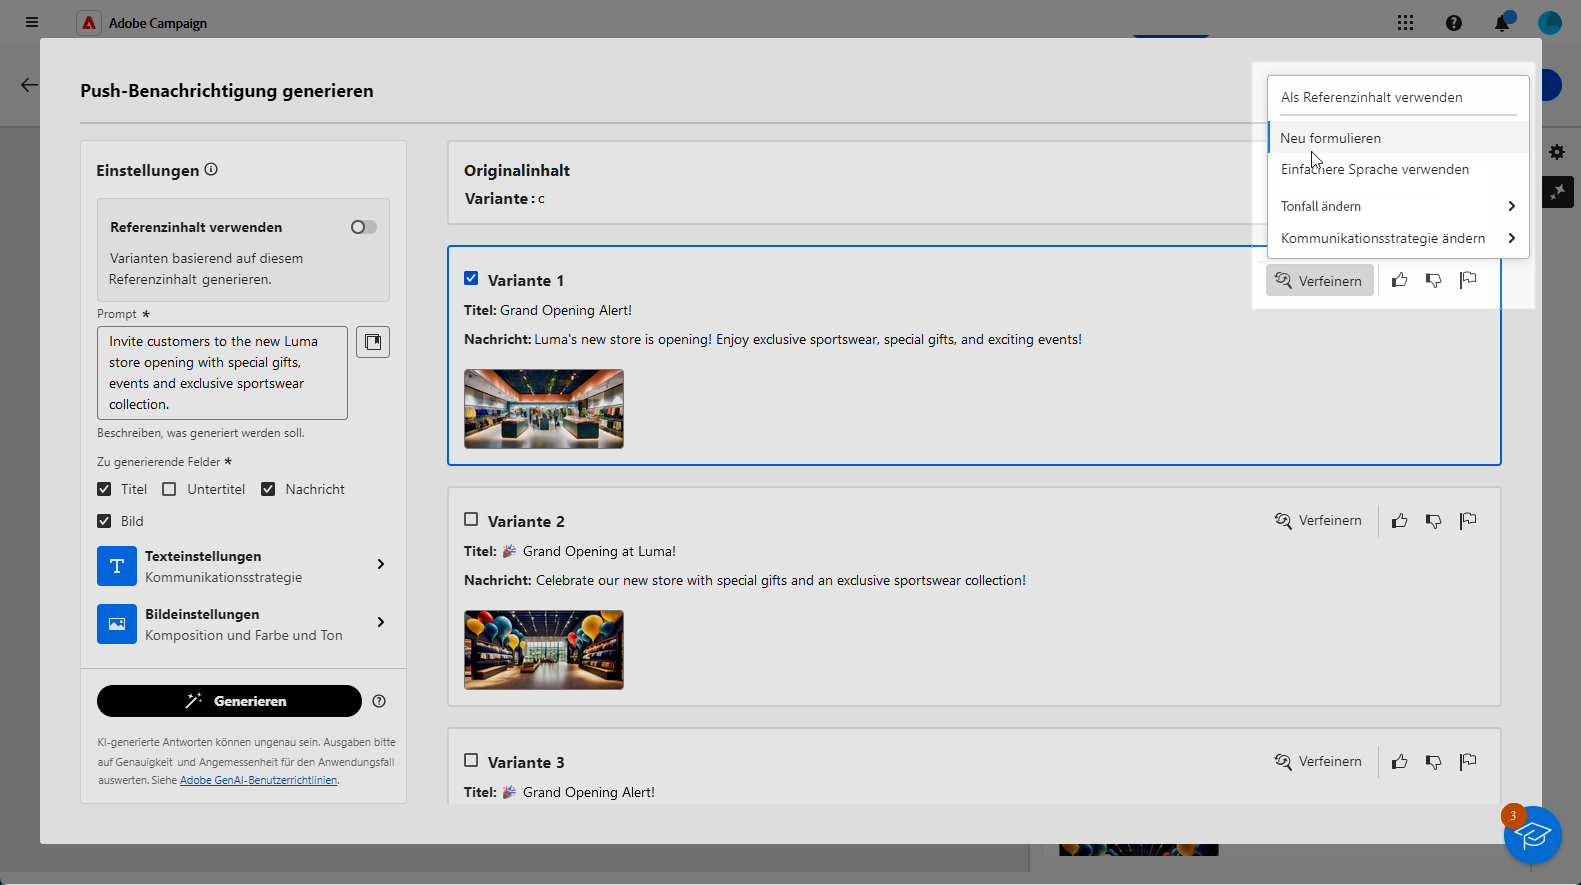 Adobe Campaign
Push-Benachrichtigung generieren
Einstellungen
Referenzinhalt verwenden
Varianten basierend auf diesem
Referenzinhalt generieren.
Prompt *
Invite customers to the new Luma
store opening with special gifts,
events and exclusive sportswear
collection.
Beschreiben, was generiert werden soll.
Zu generierende Felder *
Titel Untertitel Nachricht
Bild
T
Texteinstellungen
Kommunikationsstrategie
Bildeinstellungen
Komposition und Farbe und Ton
Generieren
KI-generierte Antworten können ungenau sein. Ausgaben bitte
auf Genauigkeit und Angemessenheit für den Anwendungsfall
auswerten. Siehe Adobe GenAI-Benutzerrichtlinien.
Originalinhalt
Variante: c
Als Referenzinhalt verwenden
Neu formulieren
Einfachere Sprache verwenden
Tonfall ändern
Kommunikationsstrategie ändern
Variante 1
Verfeinern
Titel: Grand Opening Alert!
Nachricht: Luma's new store is opening! Enjoy exclusive sportswear, special gifts, and exciting events!
Variante 2
Verfeinern
Titel: 🎉 Grand Opening at Luma!
Nachricht: Celebrate our new store with special gifts and an exclusive sportswear collection!
Variante 3
Verfeinern
Titel: 🎉 Grand Opening Alert!
3